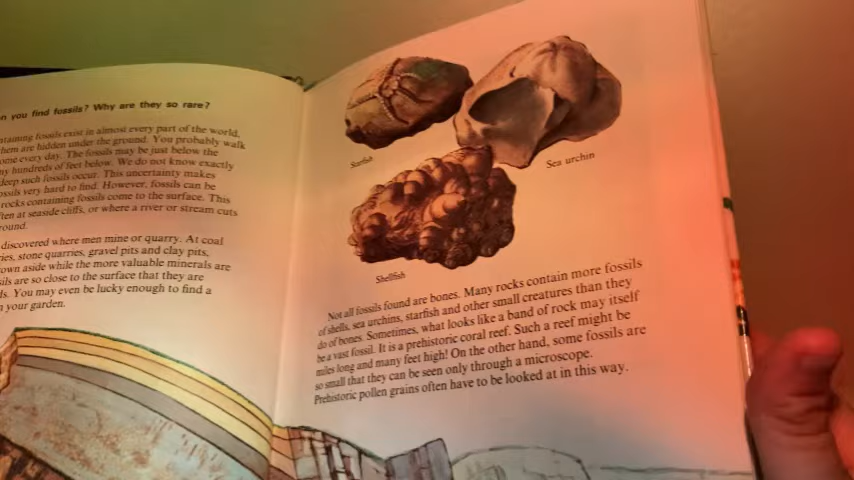 n you find fossils? Why are they so rare?
ntaining fossils exist in almost every part of the world.
hem are hidden under the ground. You probably walk
ome every day. The fossils may be just below the
ny hundreds of feet below. We do not know exactly
deep such fossils occur. This uncertainty makes
ossils very hard to find. However, fossils can be
rocks containing fossils come to the surface. This
ften at seaside cliffs, or where a river or stream cuts
round.
discovered where men mine or quarry. At coal
ries, stone quarries, gravel pits and clay pits,
own aside while the more valuable minerals are
sils are so close to the surface that they are
ds. You may even be lucky enough to find a
n your garden.
Starfish
Sea urchin
Shellfish
Not all fossils found are bones. Many rocks contain more fossils
of shells, sea urchins, starfish and other small creatures than they
do of bones. Sometimes, what looks like a band of rock may itself
be a vast fossil. It is a prehistoric coral reef. Such a reef might be
miles long and many feet high! On the other hand, some fossils are
so small that they can be seen only through a microscope.
Prehistoric pollen grains often have to be looked at in this way.